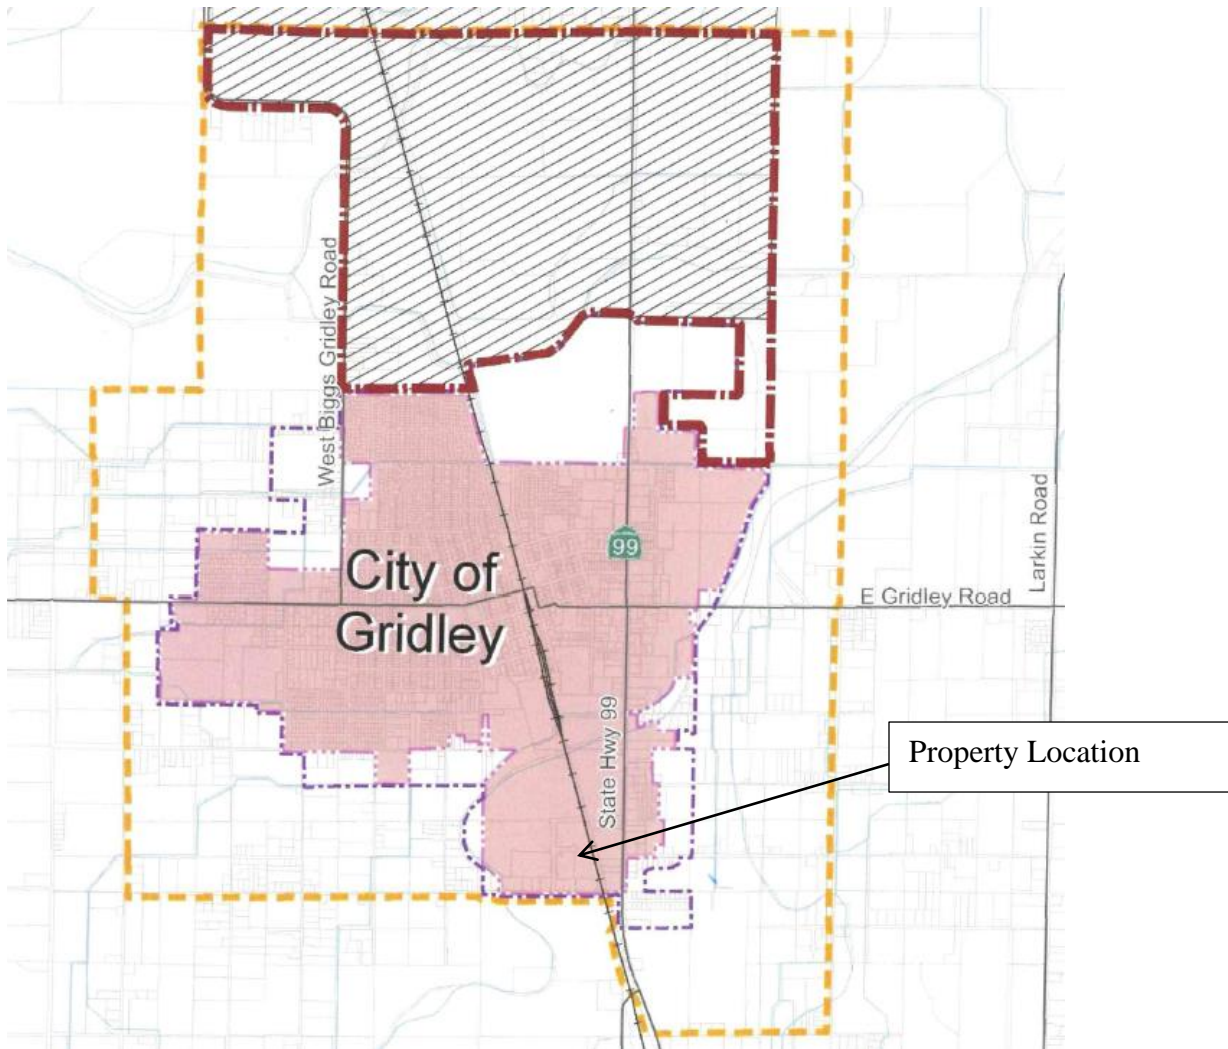 West Biggs Gridley Road
City of
Gridley
99
E Gridley Road
Larkin Road
State Hwy 99
Property Location